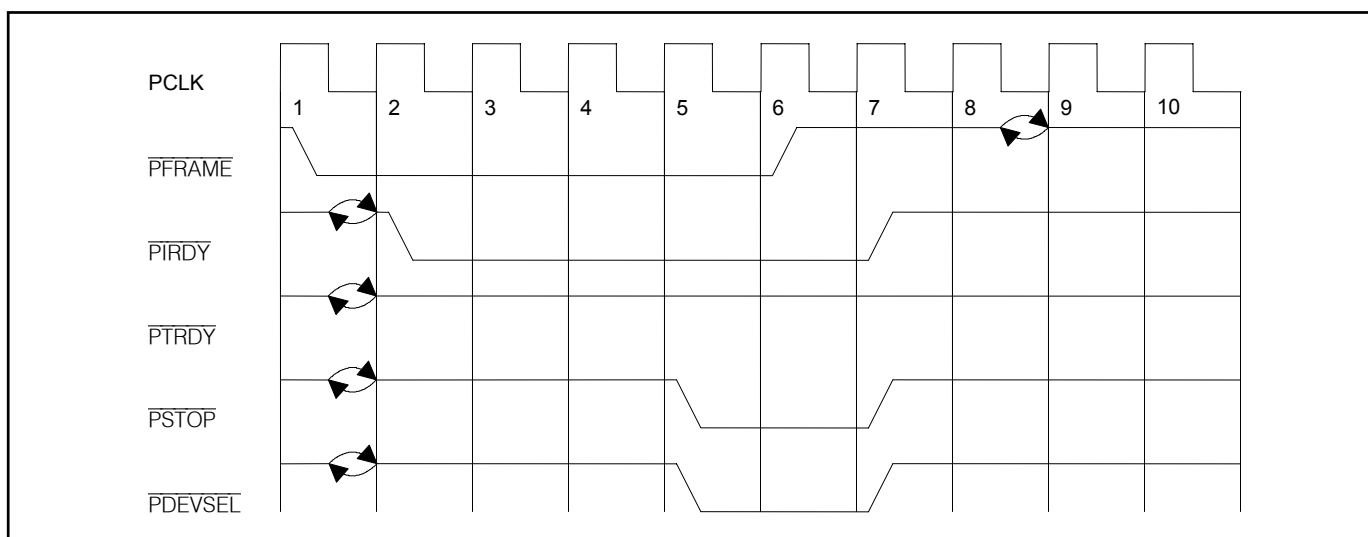 PCLK
1 2 3 4 5 6 7 8 9 10
PFRAME
PIRDY
PTRDY
PSTOP
PDEVSEL